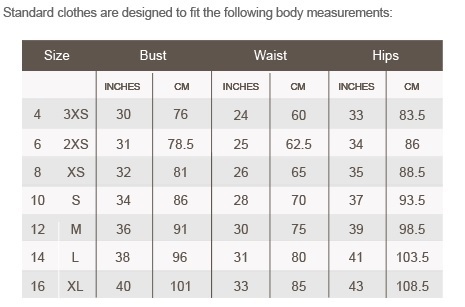 Standard clothes are designed to fit the following body measurements:
Size Bust Waist Hips
INCHES CM INCHES CM INCHES CM
4 3XS 30 76 24 60 33 83.5
6 2XS 31 78.5 25 62.5 34 86
8 XS 32 81 26 65 35 88.5
10 S 34 86 28 70 37 93.5
12 M 36 91 30 75 39 98.5
14 L 38 96 31 80 41 103.5
16 XL 40 101 33 85 43 108.5